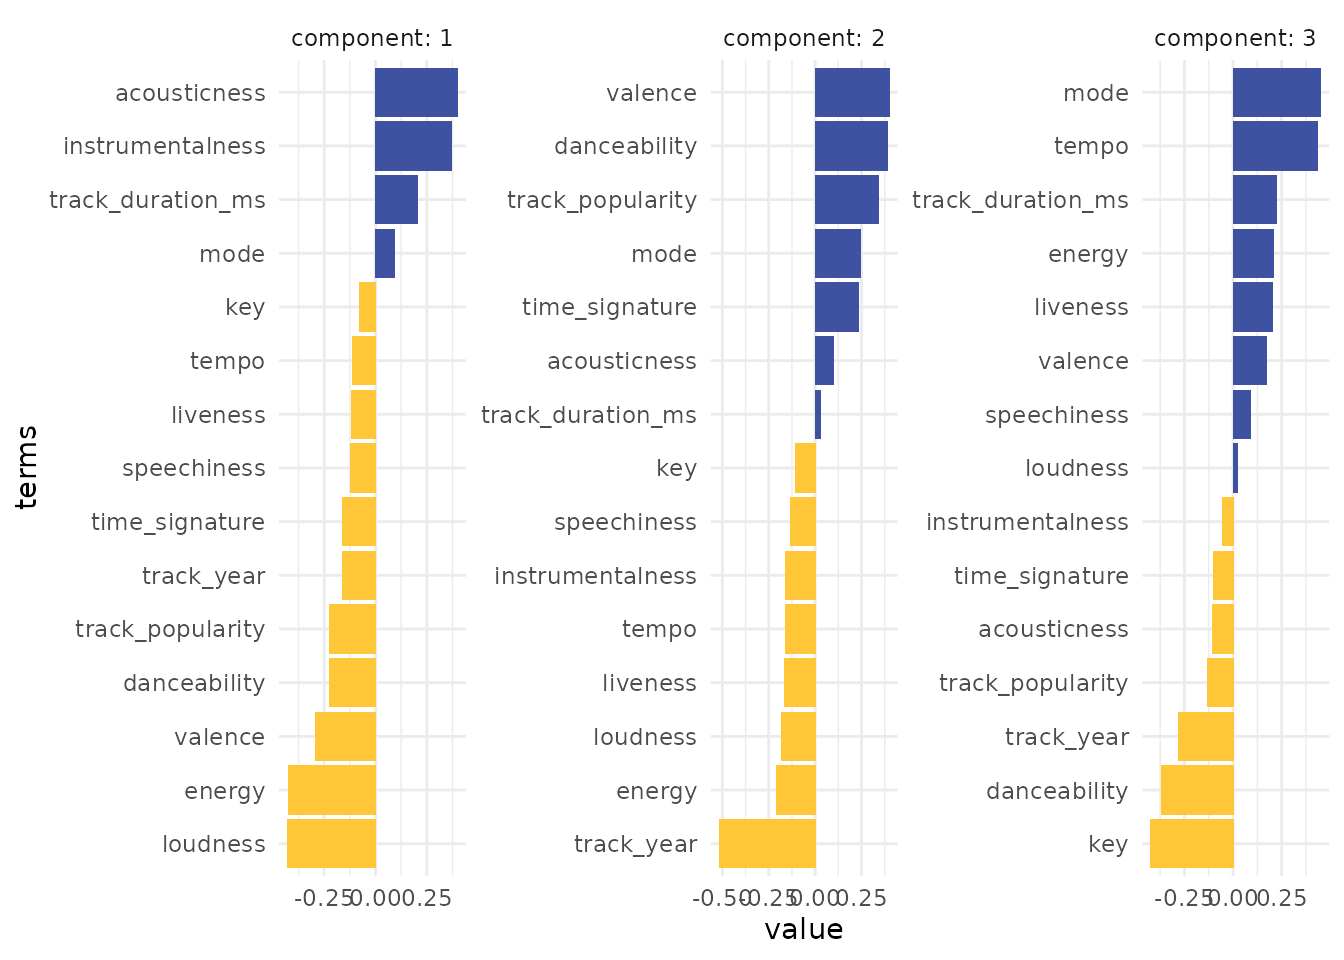 component: 1
component: 2
component: 3
terms
acousticness
instrumentalness
track_duration_ms
mode
key
tempo
liveness
speechiness
time_signature
track_year
track_popularity
danceability
valence
energy
loudness
-0.25 0.00 0.25
valence
danceability
track_popularity
mode
time_signature
acousticness
track_duration_ms
key
speechiness
instrumentalness
tempo
liveness
loudness
energy
track_year
-0.50 -0.25 0.00 0.25
mode
tempo
track_duration_ms
energy
liveness
valence
speechiness
loudness
instrumentalness
time_signature
acousticness
track_popularity
track_year
danceability
key
-0.25 0.00 0.25
value